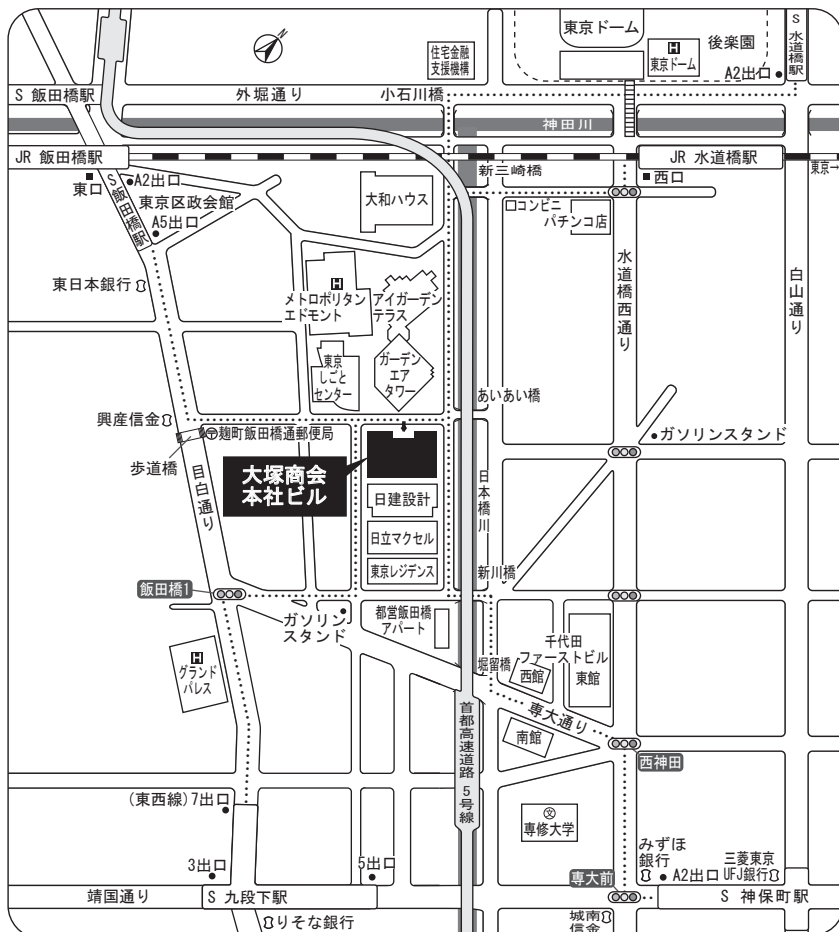 東京ドーム
S 水道橋駅
後楽園
H
東京ドーム
A2出口
住宅金融
支援機構
S 飯田橋駅
外堀通り
小石川橋
神田川
JR 飯田橋駅
JR 水道橋駅
東京→
新三崎橋
東口
A2出口
S 飯田橋駅
東京区政会館
A5出口
大和ハウス
西口
コンビニ
パチンコ店
水道橋西通り
白山通り
東日本銀行
H
メトロポリタン
エドモント
アイガーデン
テラス
東京
しごと
センター
ガーデン
エア
タワー
あいあい橋
興産信金
〒麹町飯田橋通郵便局
歩道橋
目白通り
大塚商会
本社ビル
ガソリンスタンド
日本橋川
日建設計
日立マクセル
東京レジデンス
新川橋
飯田橋1
ガソリン
スタンド
都営飯田橋
アパート
堀留橋
千代田
ファーストビル
西館
東館
H
グランド
パレス
専大通り
南館
首都高速道路 5号線
西神田
(東西線)7出口
文
専修大学
みずほ
銀行
3出口
5出口
専大前
A2出口
三菱東京
UFJ銀行
靖国通り
S 九段下駅
S 神保町駅
りそな銀行
城南
信金